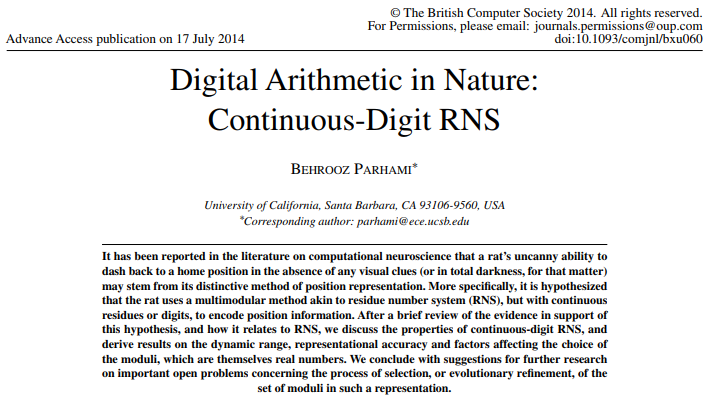 © The British Computer Society 2014. All rights reserved.
For Permissions, please email: journals.permissions@oup.com
Advance Access publication on 17 July 2014 doi:10.1093/comjnl/bxu060
Digital Arithmetic in Nature:
Continuous-Digit RNS
BEHROOZ PARHAMI*
University of California, Santa Barbara, CA 93106-9560, USA
*Corresponding author: parhami@ece.ucsb.edu
It has been reported in the literature on computational neuroscience that a rat's uncanny ability to
dash back to a home position in the absence of any visual clues (or in total darkness, for that matter)
may stem from its distinctive method of position representation. More specifically, it is hypothesized
that the rat uses a multimodular method akin to residue number system (RNS), but with continuous
residues or digits, to encode position information. After a brief review of the evidence in support of
this hypothesis, and how it relates to RNS, we discuss the properties of continuous-digit RNS, and
derive results on the dynamic range, representational accuracy and factors affecting the choice of
the moduli, which are themselves real numbers. We conclude with suggestions for further research
on important open problems concerning the process of selection, or evolutionary refinement, of the
set of moduli in such a representation.